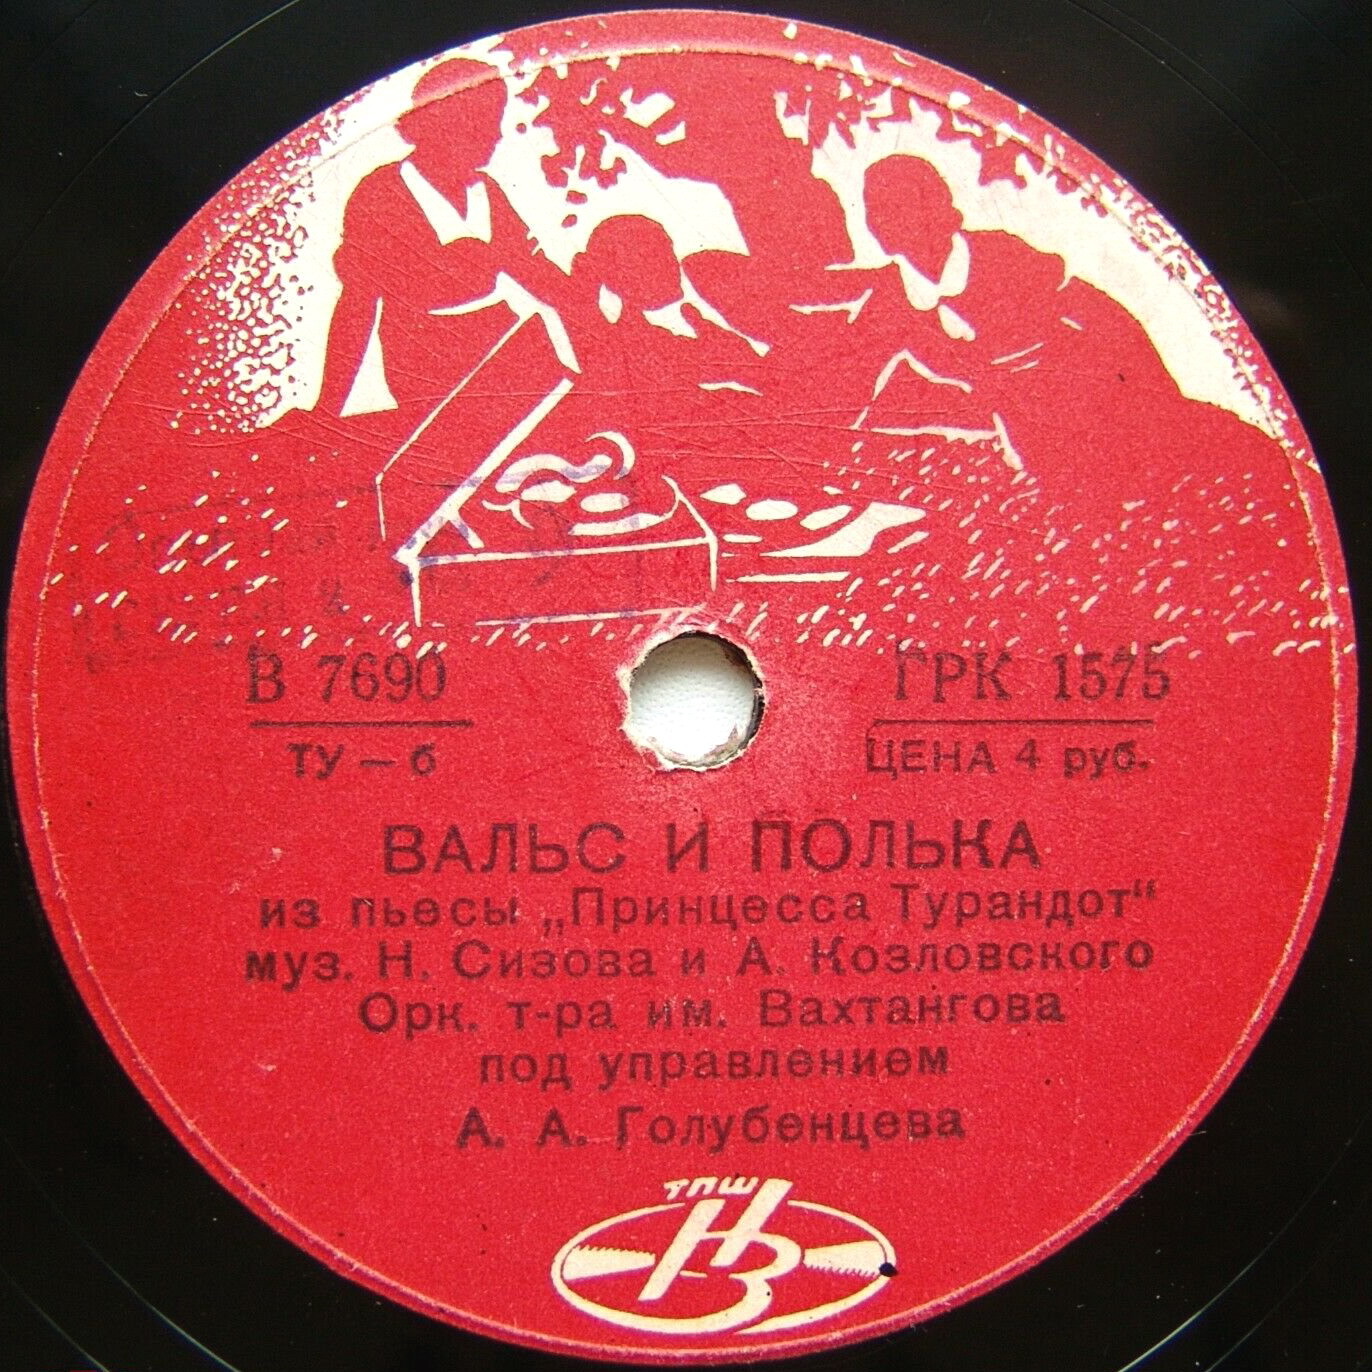 В 7690 ГРК 1575
ТУ — б ЦЕНА 4 руб.
ВАЛЬС И ПОЛЬКА
из пьесы „Принцесса Турандот“
муз. Н. Сизова и А. Козловского
Орк. т-ра им. Вахтангова
под управлением
А. А. Голубенцева
ТПШ
НЗ